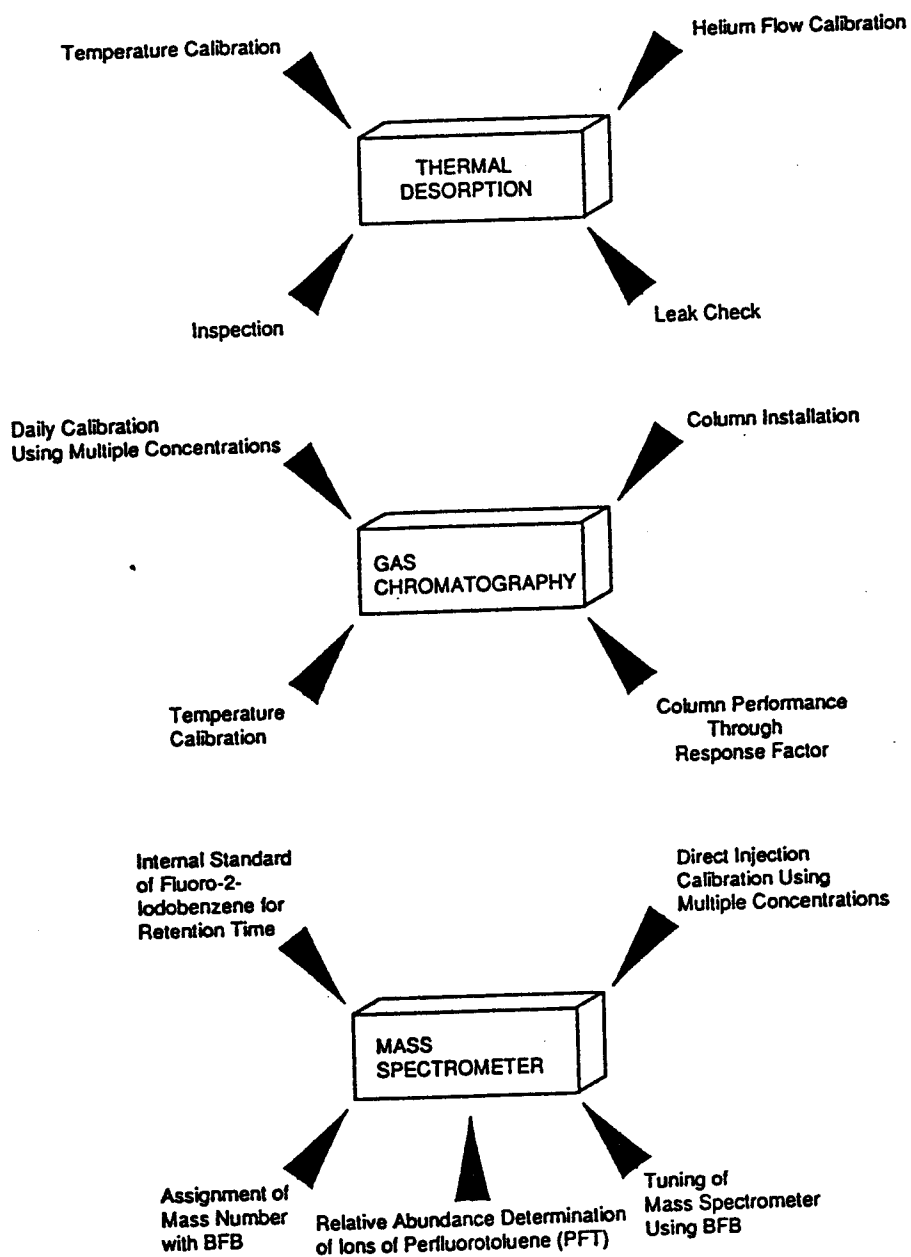 Temperature Calibration
Helium Flow Calibration
THERMAL
DESORPTION
Inspection
Leak Check
Daily Calibration
Using Multiple Concentrations
Column Installation
GAS
CHROMATOGRAPHY
Temperature
Calibration
Column Performance
Through
Response Factor
Internal Standard
of Fluoro-2-
Iodobenzene for
Retention Time
Direct Injection
Calibration Using
Multiple Concentrations
MASS
SPECTROMETER
Assignment of
Mass Number
with BFB
Relative Abundance Determination
of Ions of Perfluorotoluene (PFT)
Tuning of
Mass Spectrometer
Using BFB